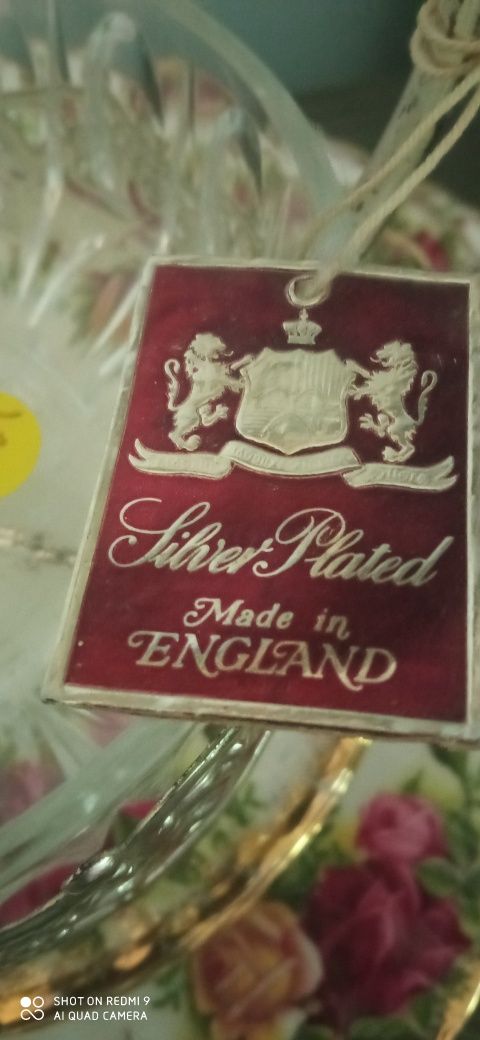 Silver Plated
Made in
ENGLAND
SHOT ON REDMI 9
AI QUAD CAMERA